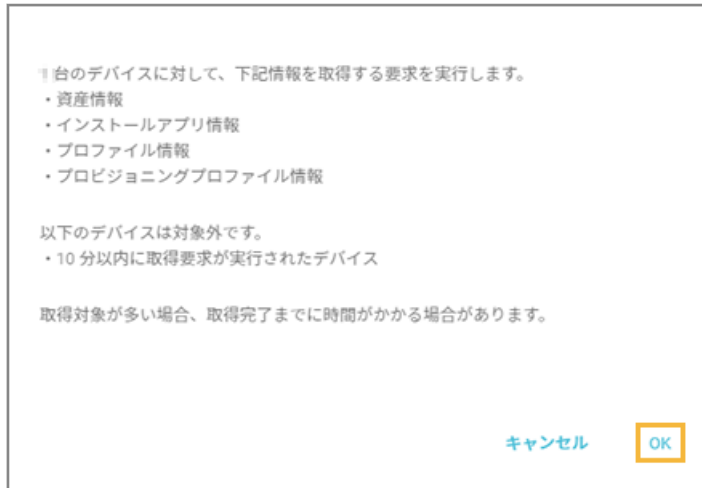 台のデバイスに対して、下記情報を取得する要求を実行します。
・資産情報
・インストールアプリ情報
・プロファイル情報
・プロビジョニングプロファイル情報
以下のデバイスは対象外です。
・10 分以内に取得要求が実行されたデバイス
取得対象が多い場合、取得完了までに時間がかかる場合があります。
キャンセル
OK